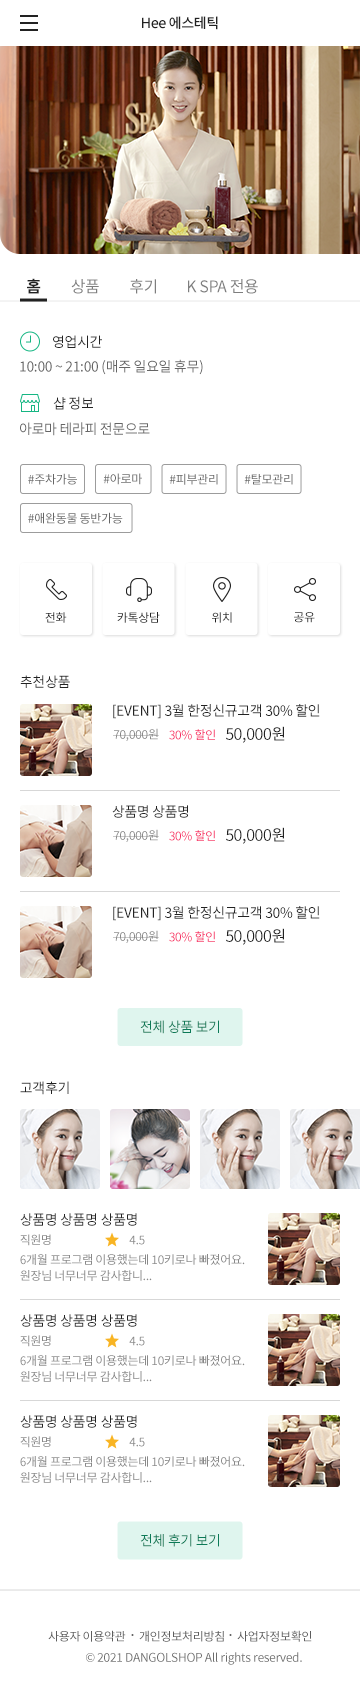 Hee 에스테틱
SPA
홈 상품 후기 K SPA 전용
영업시간
10:00 ~ 21:00 (매주 일요일 휴무)
샵 정보
아로마 테라피 전문으로
#주차가능 #아로마 #피부관리 #탈모관리
#애완동물 동반가능
전화 카톡상담 위치 공유
추천상품
[EVENT] 3월 한정신규고객 30% 할인
70,000원 30% 할인 50,000원
상품명 상품명
70,000원 30% 할인 50,000원
[EVENT] 3월 한정신규고객 30% 할인
70,000원 30% 할인 50,000원
전체 상품 보기
고객후기
상품명 상품명 상품명
직원명 4.5
6개월 프로그램 이용했는데 10키로나 빠졌어요.
원장님 너무너무 감사합니...
상품명 상품명 상품명
직원명 4.5
6개월 프로그램 이용했는데 10키로나 빠졌어요.
원장님 너무너무 감사합니...
상품명 상품명 상품명
직원명 4.5
6개월 프로그램 이용했는데 10키로나 빠졌어요.
원장님 너무너무 감사합니...
전체 후기 보기
사용자 이용약관 · 개인정보처리방침 · 사업자정보확인
© 2021 DANGOLSHOP All rights reserved.